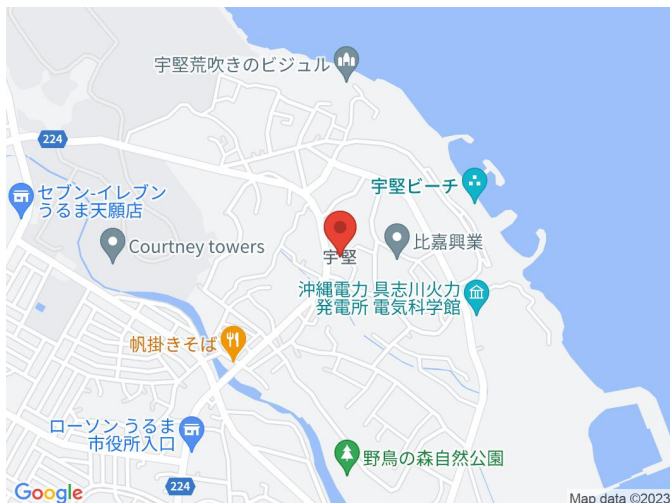 宇堅荒吹きのビジュル
224
宇堅ビーチ
セブン-イレブン
うるま天願店
Courtney towers
宇堅
比嘉興業
沖縄電力 具志川火力
発電所 電気科学館
帆掛きそば
ローソン うるま
市役所入口
野鳥の森自然公園
224
Google
Map data ©2023